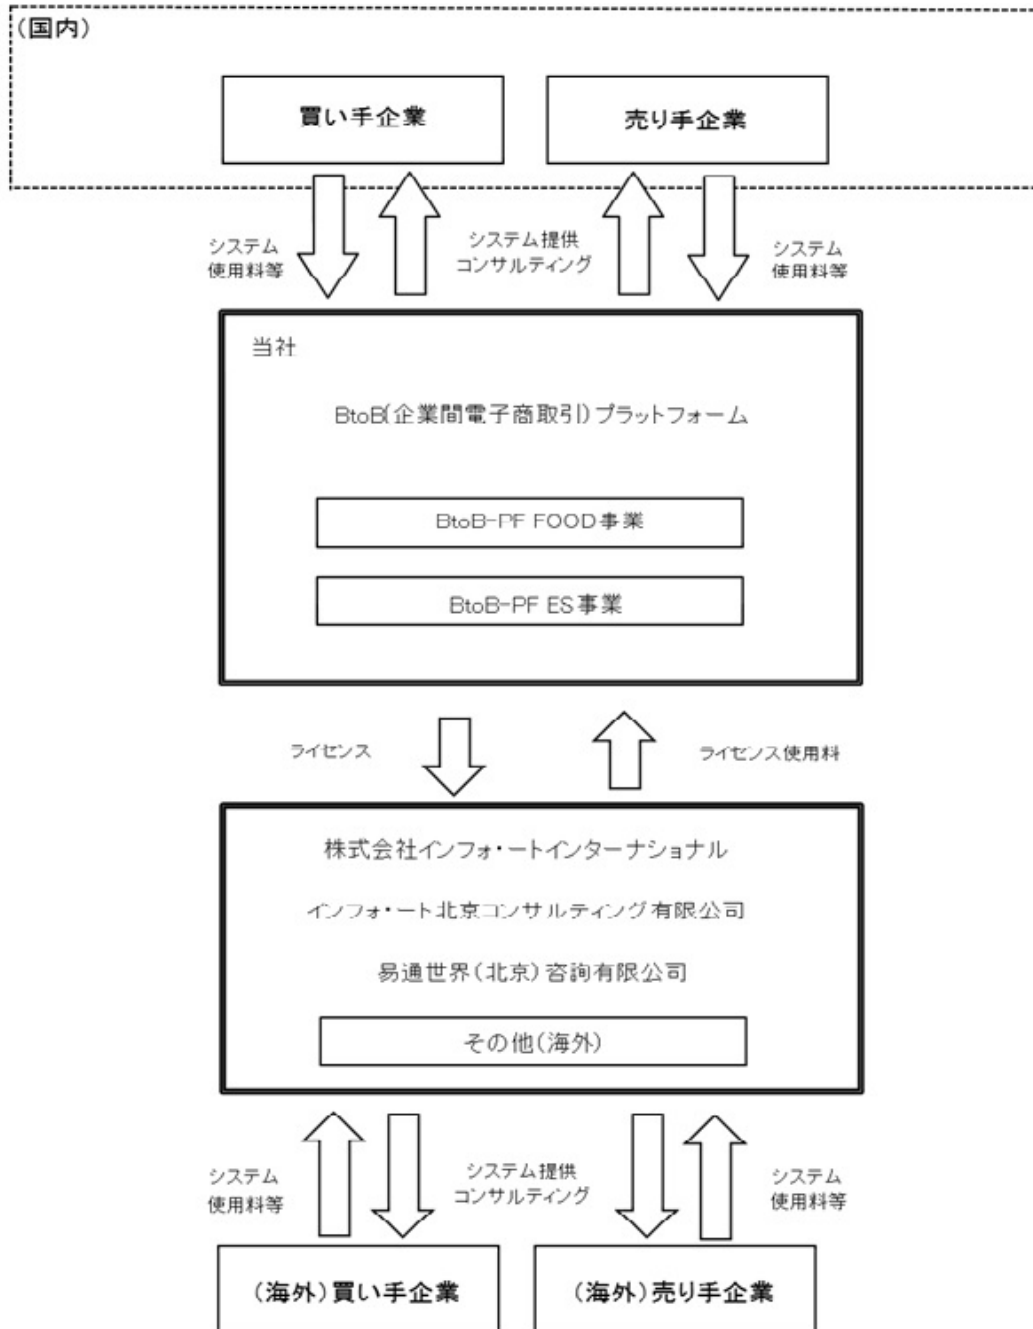 (国内)
買い手企業
売り手企業
システム
使用料等
システム提供
コンサルティング
システム
使用料等
当社
BtoB(企業間電子商取引)プラットフォーム
BtoB-PF FOOD事業
BtoB-PF ES事業
ライセンス
ライセンス使用料
株式会社インフォ・ートインターナショナル
インフォ・ート北京コンサルティング有限公司
易通世界(北京)咨詢有限公司
その他(海外)
システム
使用料等
システム提供
コンサルティング
システム
使用料等
(海外)買い手企業
(海外)売り手企業